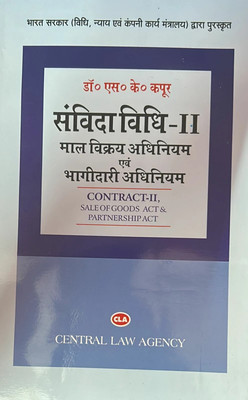 भारत सरकार (विधि, न्याय एवं कंपनी कार्य मंत्रालय) द्वारा पुरस्कृत
डॉ० एस० के० कपूर
संविदा विधि-II
माल विक्रय अधिनियम
एवं
भागीदारी अधिनियम
CONTRACT-II,
SALE OF GOODS ACT &
PARTNERSHIP ACT
CLA
CENTRAL LAW AGENCY